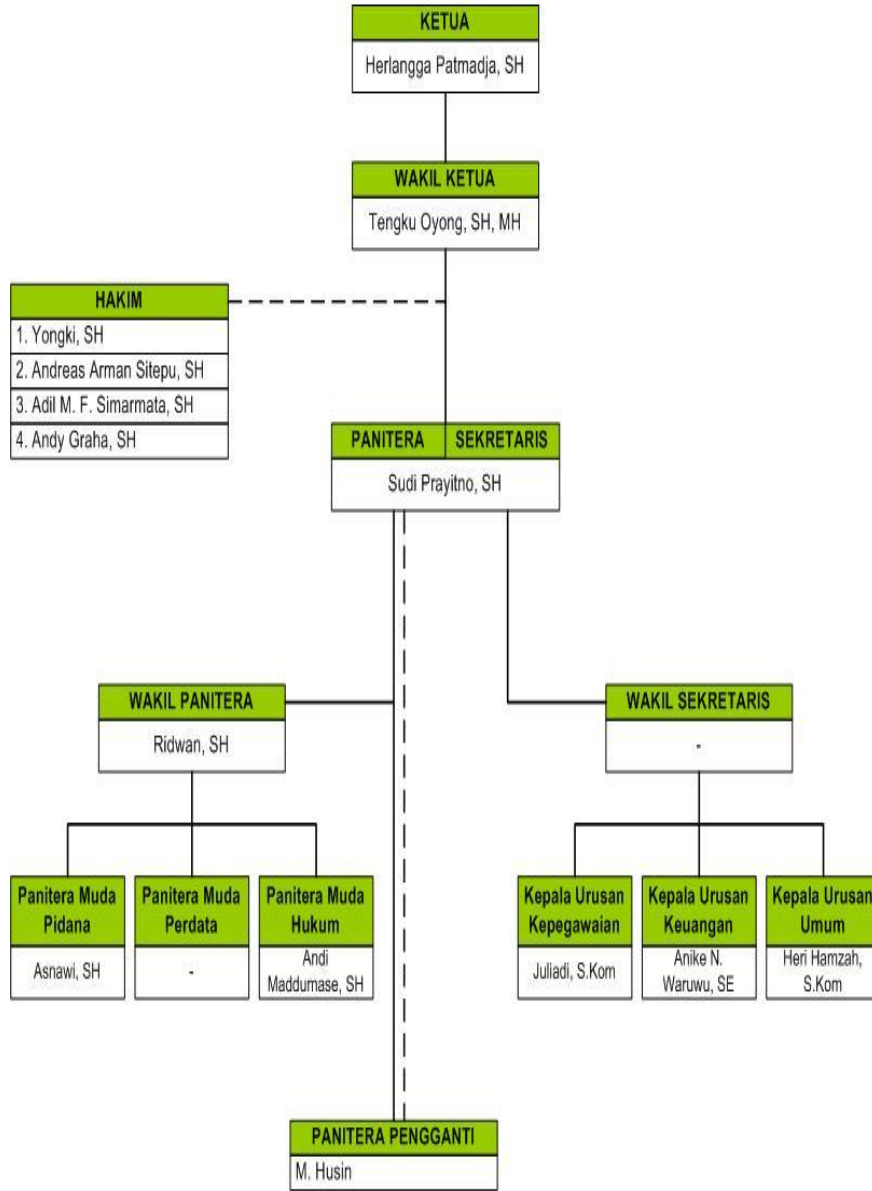 KETUA
Herlangga Patmadja, SH
WAKIL KETUA
Tengku Oyong, SH, MH
HAKIM
1. Yongki, SH
2. Andreas Arman Sitepu, SH
3. Adil M. F. Simarmata, SH
4. Andy Graha, SH
PANITERA SEKRETARIS
Sudi Prayitno, SH
WAKIL PANITERA
Ridwan, SH
WAKIL SEKRETARIS
-
Panitera Muda
Pidana
Asnawi, SH
Panitera Muda
Perdata
-
Panitera Muda
Hukum
Andi
Maddumase, SH
Kepala Urusan
Kepegawaian
Juliadi, S.Kom
Kepala Urusan
Keuangan
Anike N.
Waruwu, SE
Kepala Urusan
Umum
Heri Hamzah,
S.Kom
PANITERA PENGGANTI
M. Husin